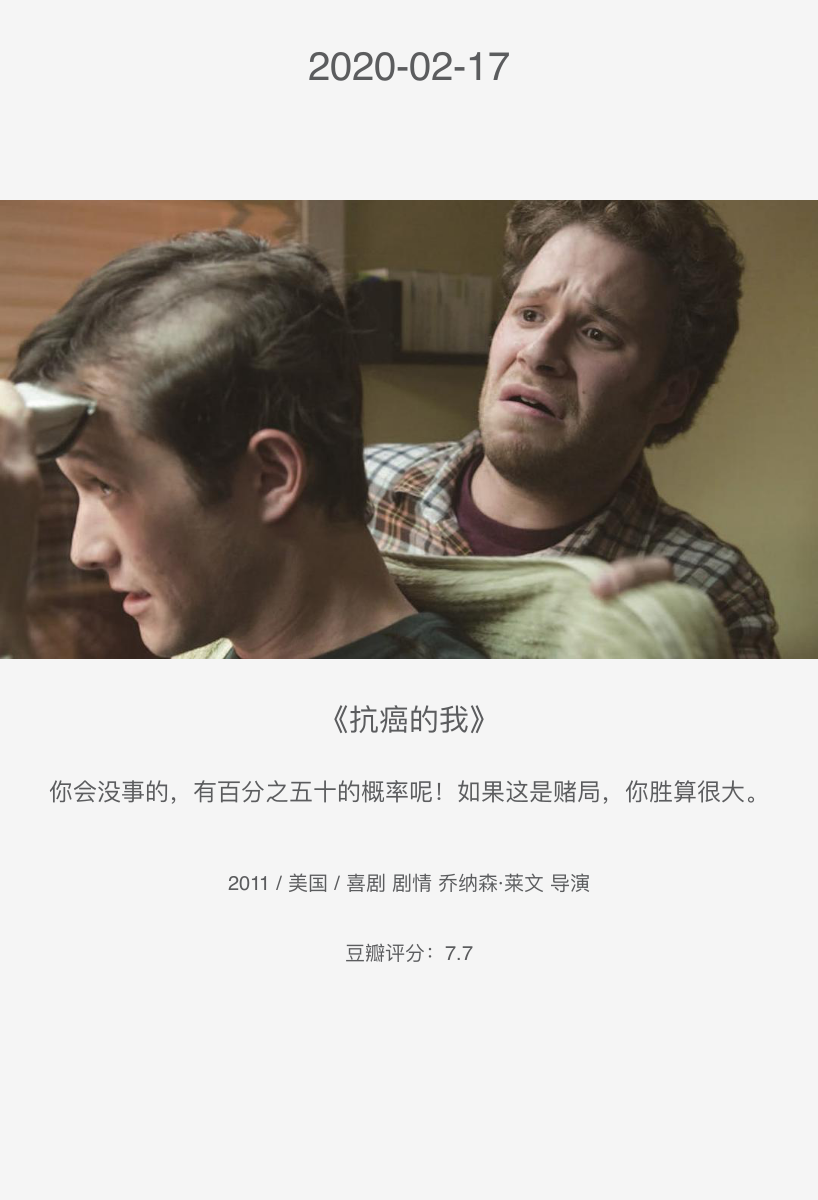 2020-02-17
《抗癌的我》
你会没事的，有百分之五十的概率呢！如果这是赌局，你胜算很大。
2011 / 美国 / 喜剧 剧情 乔纳森·莱文 导演
豆瓣评分：7.7